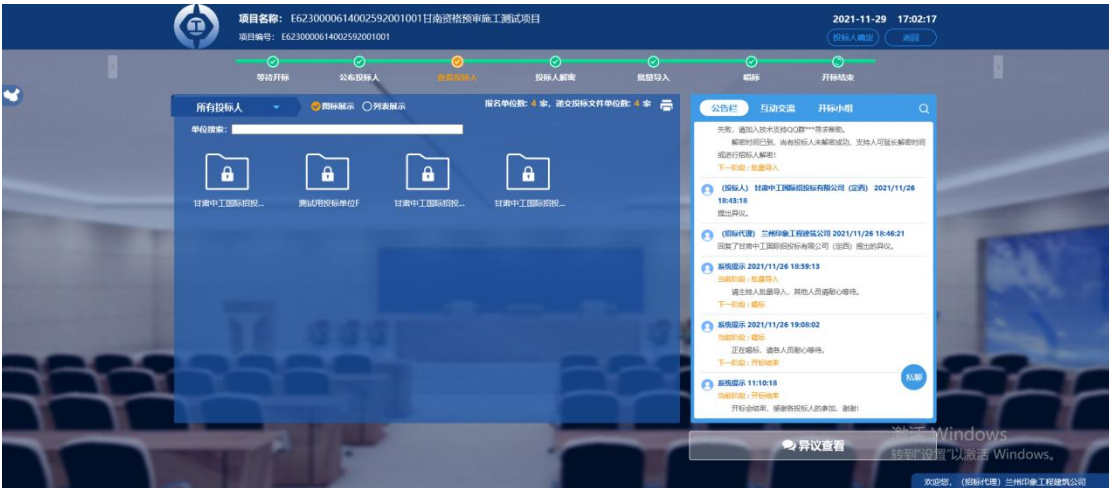 项目名称: E6230000614002592001001甘南资格预审施工测试项目
项目编号: E6230000614002592001001
2021-11-29 17:02:17
投标人确定 返回
等待开标 公布投标人 查看投标人 投标人解密 批量导入 唱标 开标结束
所有投标人
图标展示 列表展示
报名单位数: 4 家, 递交投标文件单位数: 4 家
单位搜索:
甘肃中工国际招投...
测试用投标单位F
甘肃中工国际招投...
甘肃中工国际招投...
公告栏 互动交流 开标小组
失败, 请加入技术支持QQ群***寻求帮助。
解密时间已到, 尚有投标人未解密成功, 支持人可延长解密时间
或进行招标人解密!
下一阶段 : 批量导入
(投标人) 甘肃中工国际招投标有限公司 (定西) 2021/11/26
18:43:18
提出异议。
(招标代理) 兰州印象工程建筑公司 2021/11/26 18:46:21
回复了甘肃中工国际招投标有限公司 (定西) 提出的异议。
系统提示 2021/11/26 18:59:13
当前阶段 : 批量导入
请主持人批量导入, 其他人员请耐心等待。
下一阶段 : 唱标
系统提示 2021/11/26 19:08:02
当前阶段 : 唱标
正在唱标, 请各人员耐心等待。
下一阶段 : 开标结束
系统提示 11:10:18
当前阶段 : 开标结束
开标会结束, 感谢各投标人的参加, 谢谢!
私聊
异议查看
激活 Windows
转到"设置"以激活 Windows。
欢迎您, (招标代理) 兰州印象工程建筑公司